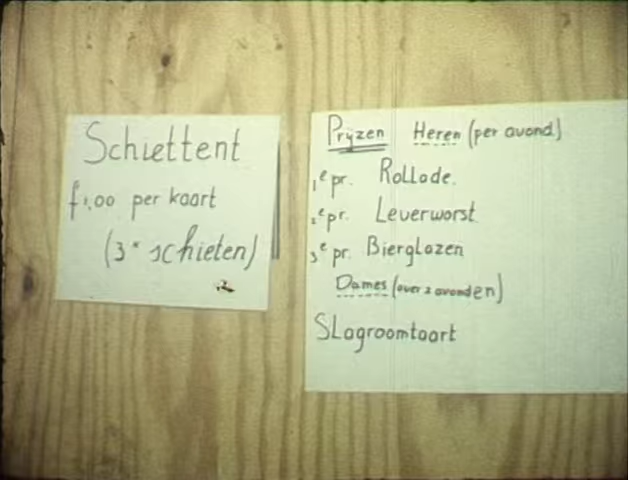 Schiettent
f1,00 per kaart
(3x schieten)
Prijzen Heren (per avond)
1e pr. Rollade.
2e pr. Leverworst
3e pr. Bierglazen
Dames (over 2 avonden)
Slagroomtaart